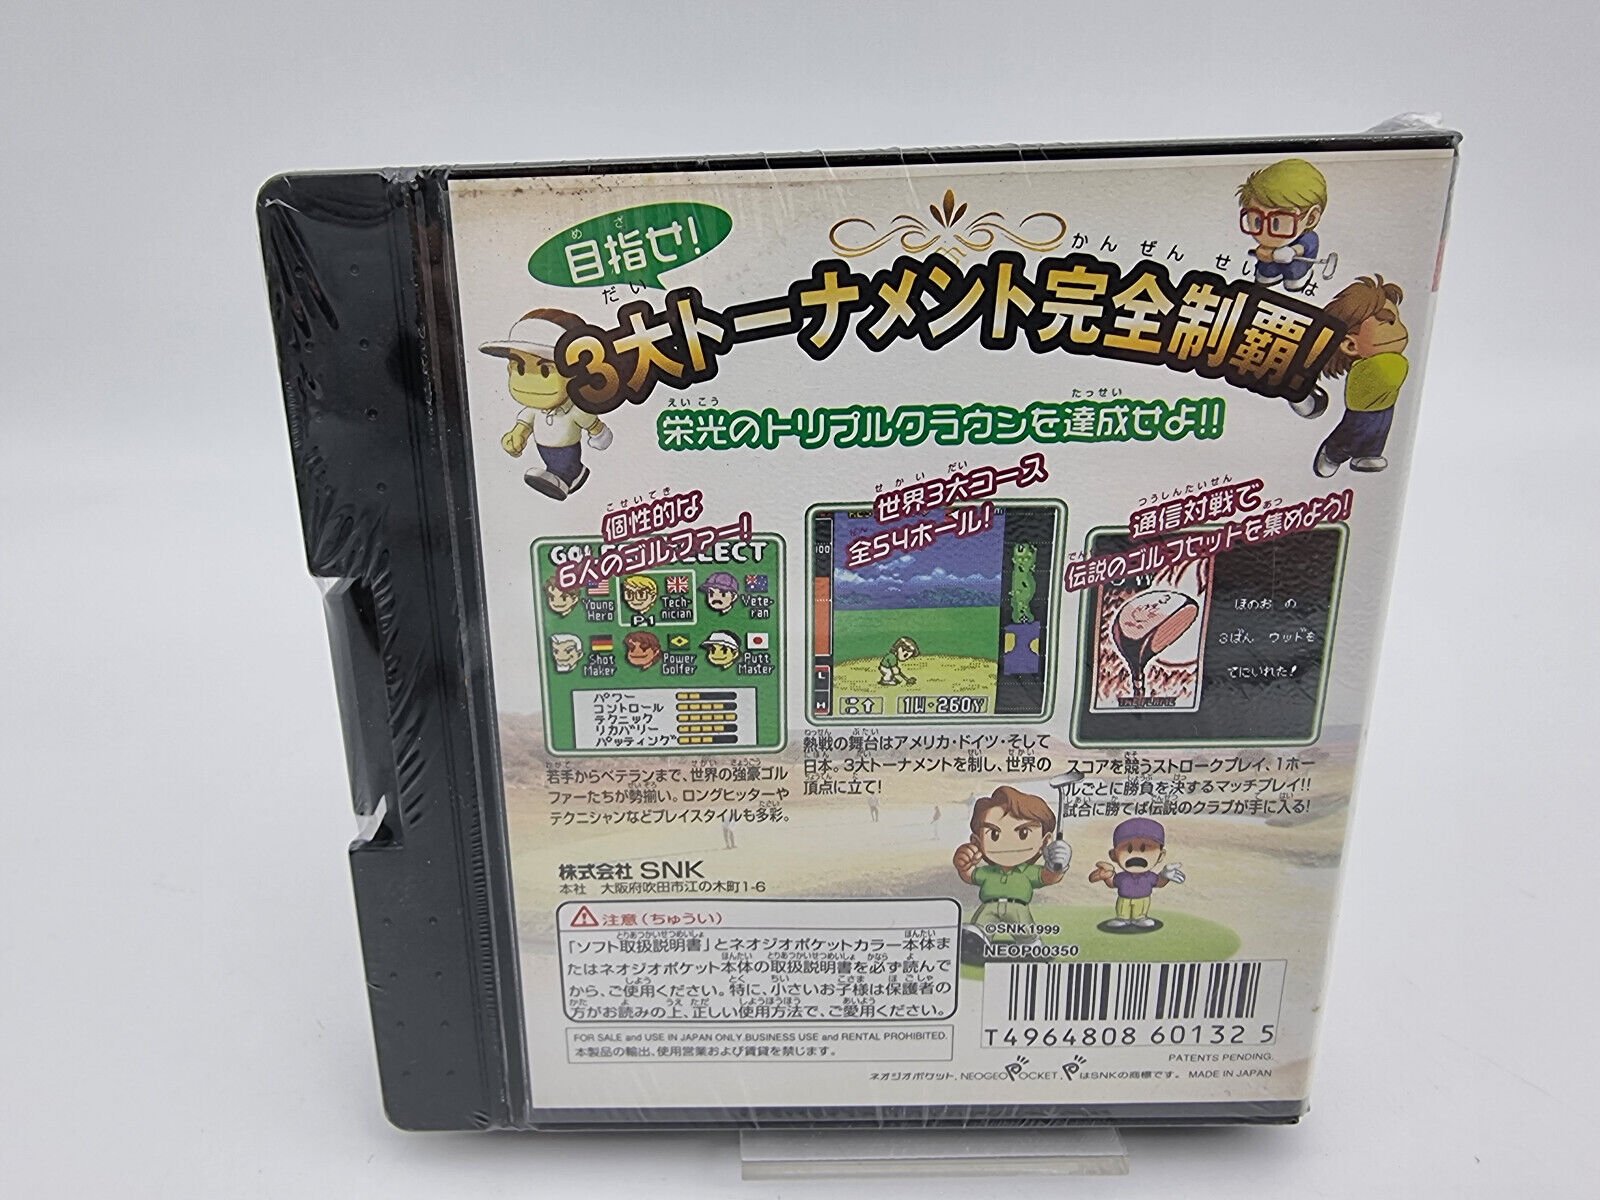 目指せ!
3大トーナメント完全制覇!
栄光のトリプルクラウンを達成せよ!!
個性的な
6人のゴルファー!
Young Hero
Technician
Veteran
P.1
Shot Maker
Power Golfer
Putt Master
パワー
コントロール
テクニック
リカバリー
パッティング
若手からベテランまで、世界の強豪ゴル
ファーたちが勢揃い。ロングヒッターや
テクニシャンなどプレイスタイルも多彩。
世界3大コース
全54ホール!
100
L
H
1W・260Y
熱戦の舞台はアメリカ・ドイツ・そして
日本。3大トーナメントを制し、世界の
頂点に立て!
通信対戦で
伝説のゴルフセットを集めよう!
ほのお の
3ばん ウッドを
てにいれた!
スコアを競うストロークプレイ、1ホー
ルごとに勝負を決するマッチプレイ!!
試合に勝てば伝説のクラブが手に入る!
株式会社 SNK
本社 大阪府吹田市江の木町1-6
注意(ちゅうい)
「ソフト取扱説明書」とネオジオポケットカラー本体ま
たはネオジオポケット本体の取扱説明書を必ず読んで
から、ご使用ください。特に、小さいお子様は保護者の
方がお読みの上、正しい使用方法で、ご愛用ください。
FOR SALE and USE IN JAPAN ONLY.BUSINESS USE and RENTAL PROHIBITED.
本製品の輸出、使用営業および賃貸を禁じます。
©SNK1999
NEOP00350
T4964808 60132 5
PATENTS PENDING.
ネオジオポケット, NEOGEO POCKET, PはSNKの商標です。 MADE IN JAPAN